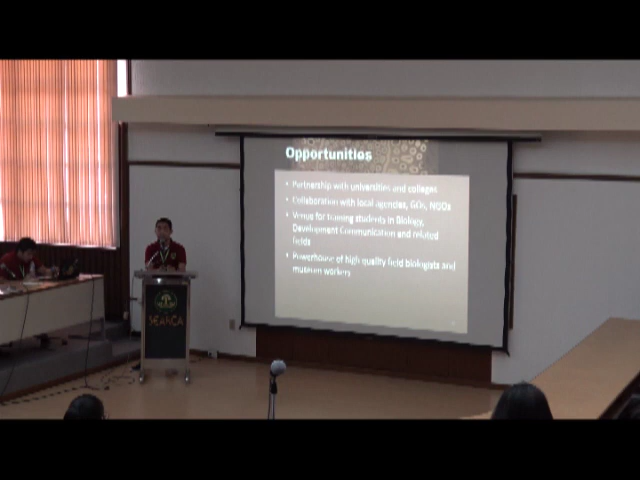 Opportunities
• Partnership with universities and colleges
• Collaboration with local agencies, GOs, NGOs
• Venue for training students in Biology,
Development Communication and related
fields
• Powerhouse of high quality field biologists and
museum workers
SEARCA